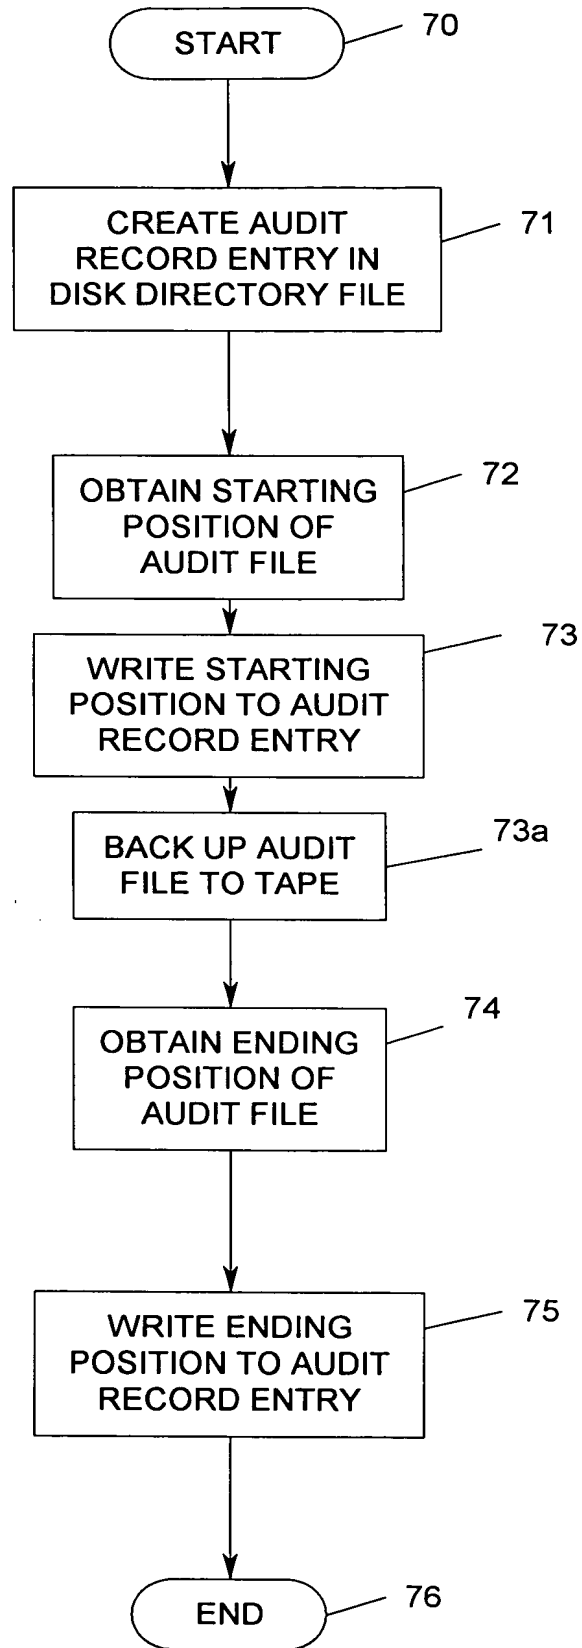 START
70
CREATE AUDIT
RECORD ENTRY IN
DISK DIRECTORY FILE
71
OBTAIN STARTING
POSITION OF
AUDIT FILE
72
WRITE STARTING
POSITION TO AUDIT
RECORD ENTRY
73
BACK UP AUDIT
FILE TO TAPE
73a
OBTAIN ENDING
POSITION OF
AUDIT FILE
74
WRITE ENDING
POSITION TO AUDIT
RECORD ENTRY
75
END
76